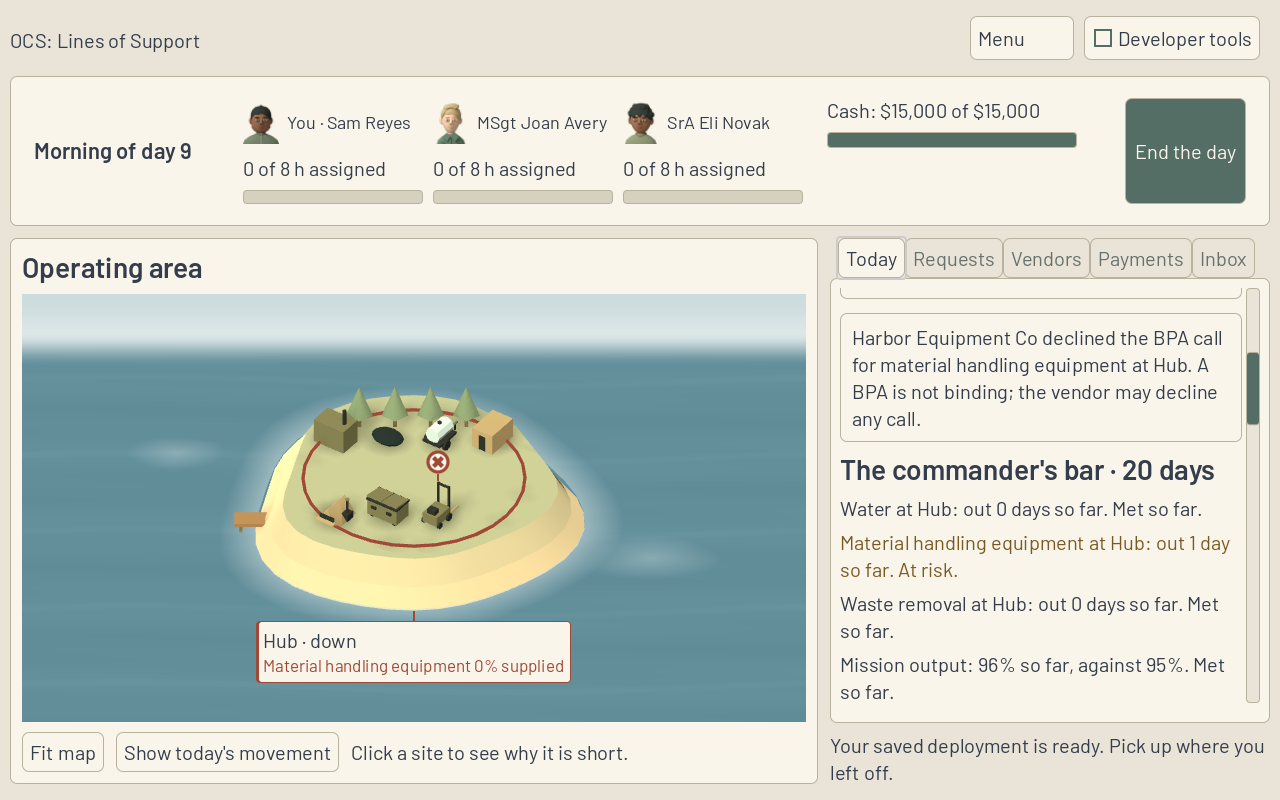 OCS: Lines of Support
Menu
Developer tools
Morning of day 9
You · Sam Reyes
0 of 8 h assigned
MSgt Joan Avery
0 of 8 h assigned
SrA Eli Novak
0 of 8 h assigned
Cash: $15,000 of $15,000
End the day
Operating area
Hub · down
Material handling equipment 0% supplied
Fit map
Show today's movement
Click a site to see why it is short.
Today
Requests
Vendors
Payments
Inbox
Harbor Equipment Co declined the BPA call
for material handling equipment at Hub. A
BPA is not binding; the vendor may decline
any call.
The commander's bar · 20 days
Water at Hub: out 0 days so far. Met so far.
Material handling equipment at Hub: out 1 day
so far. At risk.
Waste removal at Hub: out 0 days so far. Met
so far.
Mission output: 96% so far, against 95%. Met
so far.
Your saved deployment is ready. Pick up where you
left off.